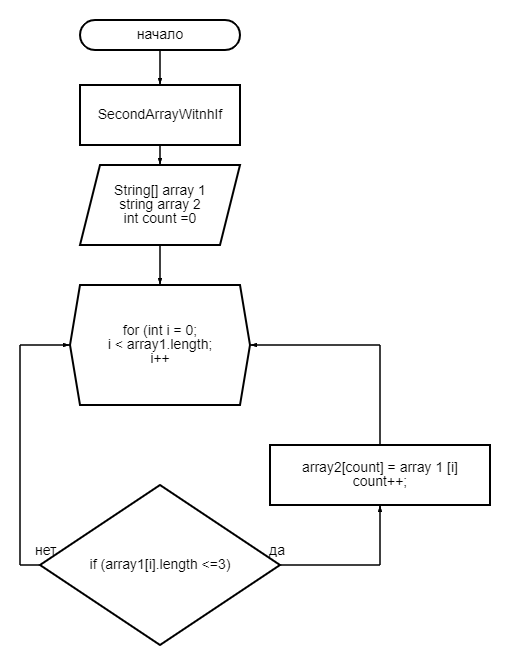 начало
SecondArrayWitnhIf
String[] array 1
string array 2
int count =0
for (int i = 0;
i < array1.length;
i++
array2[count] = array 1 [i]
count++;
нет
if (array1[i].length <=3)
да